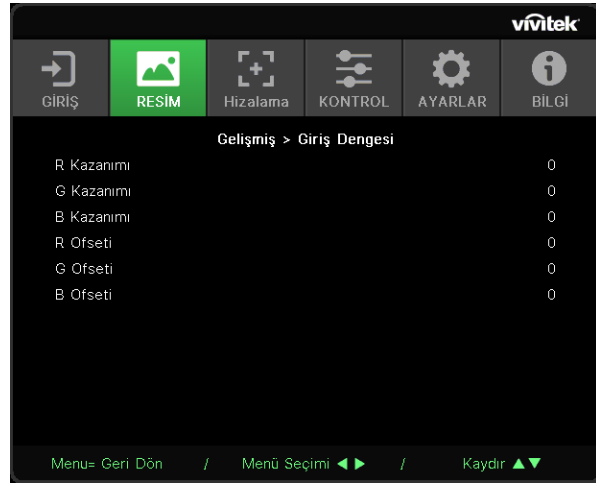 vivitek
GİRİŞ RESİM Hizalama KONTROL AYARLAR BİLGİ
Gelişmiş > Giriş Dengesi
R Kazanımı 0
G Kazanımı 0
B Kazanımı 0
R Ofseti 0
G Ofseti 0
B Ofseti 0
Menu= Geri Dön / Menü Seçimi ◀ ▶ / Kaydır ▲▼